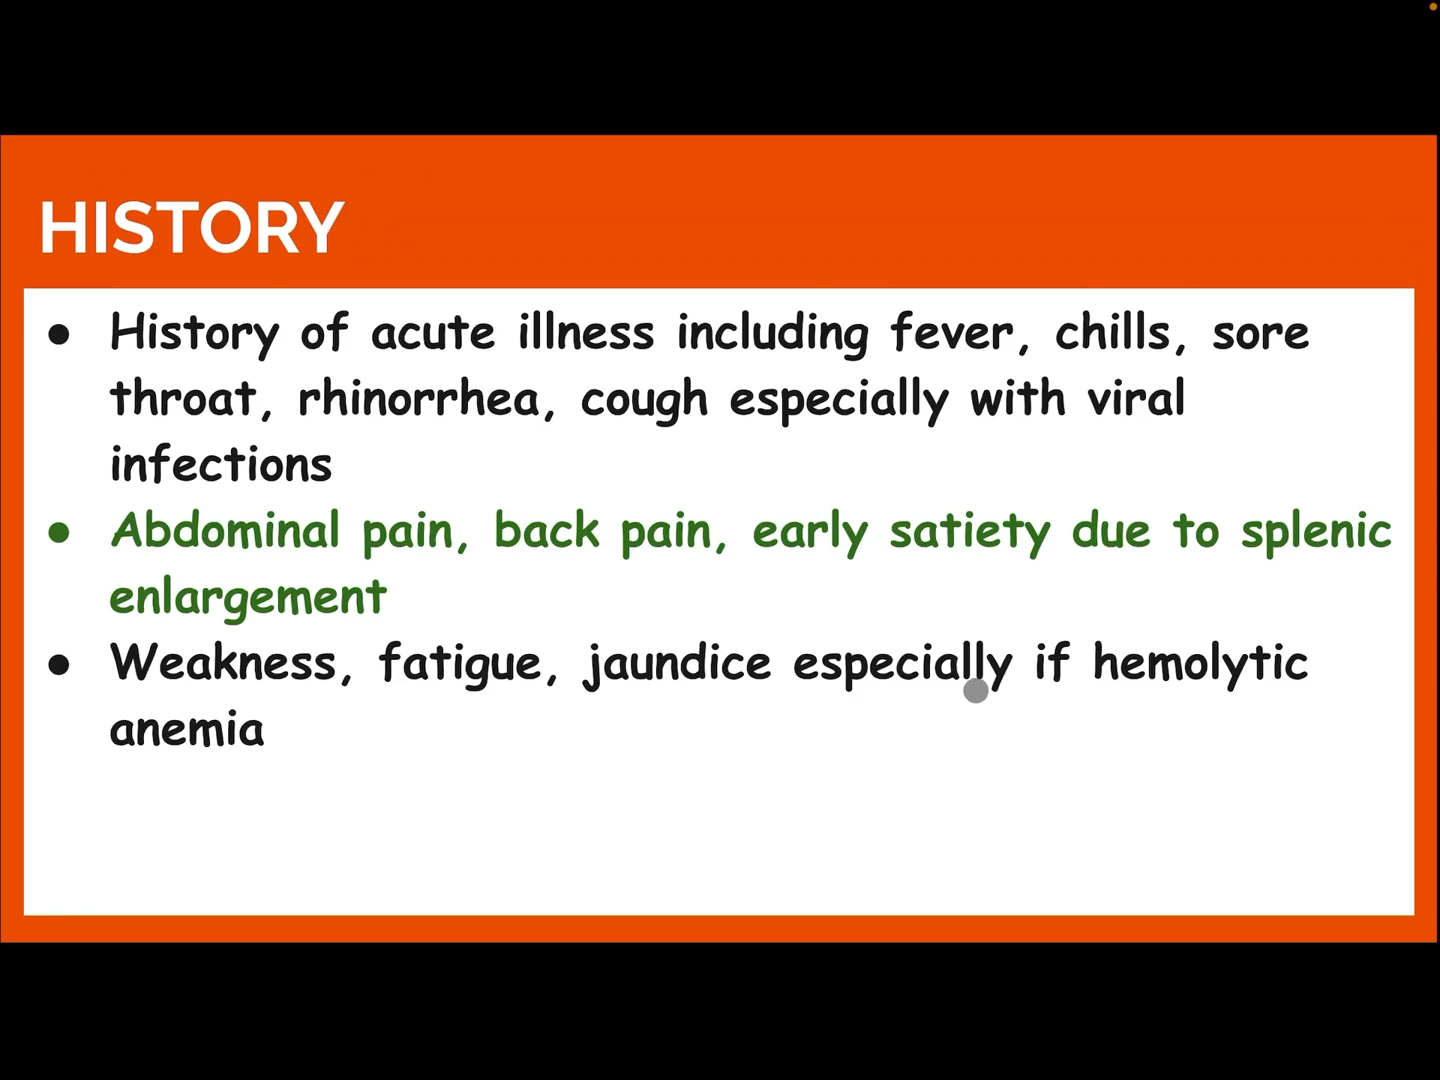 HISTORY
● History of acute illness including fever, chills, sore
throat, rhinorrhea, cough especially with viral
infections
● Abdominal pain, back pain, early satiety due to splenic
enlargement
● Weakness, fatigue, jaundice especially if hemolytic
anemia